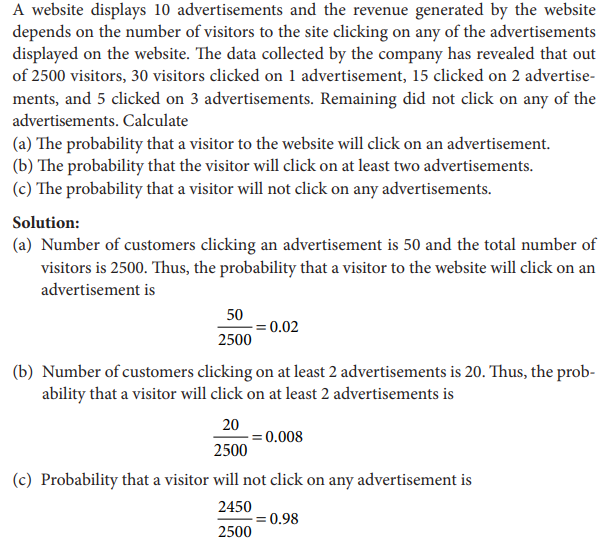 A website displays 10 advertisements and the revenue generated by the website
depends on the number of visitors to the site clicking on any of the advertisements
displayed on the website. The data collected by the company has revealed that out
of 2500 visitors, 30 visitors clicked on 1 advertisement, 15 clicked on 2 advertise-
ments, and 5 clicked on 3 advertisements. Remaining did not click on any of the
advertisements. Calculate
(a) The probability that a visitor to the website will click on an advertisement.
(b) The probability that the visitor will click on at least two advertisements.
(c) The probability that a visitor will not click on any advertisements.
Solution:
(a) Number of customers clicking an advertisement is 50 and the total number of
visitors is 2500. Thus, the probability that a visitor to the website will click on an
advertisement is
50
2500
= 0.02
(b) Number of customers clicking on at least 2 advertisements is 20. Thus, the prob-
ability that a visitor will click on at least 2 advertisements is
20
2500
= 0.008
(c) Probability that a visitor will not click on any advertisement is
2450
2500
= 0.98